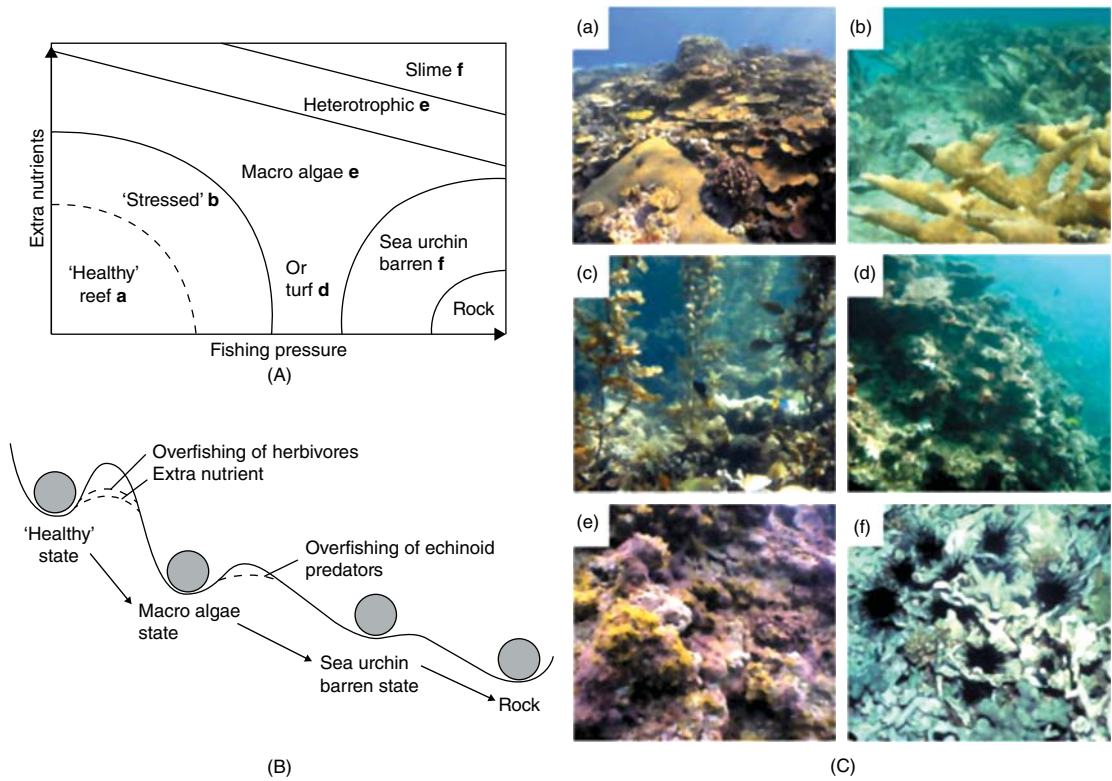 Extra nutrients
Slime f
Heterotrophic e
Macro algae e
‘Stressed’ b
Sea urchin
barren f
Or
turf d
‘Healthy’
reef a
Rock
Fishing pressure
(A)
Overfishing of herbivores
Extra nutrient
‘Healthy’
state
Overfishing of echinoid
predators
Macro algae
state
Sea urchin
barren state
Rock
(B)
(a)
(b)
(c)
(d)
(e)
(f)
(C)